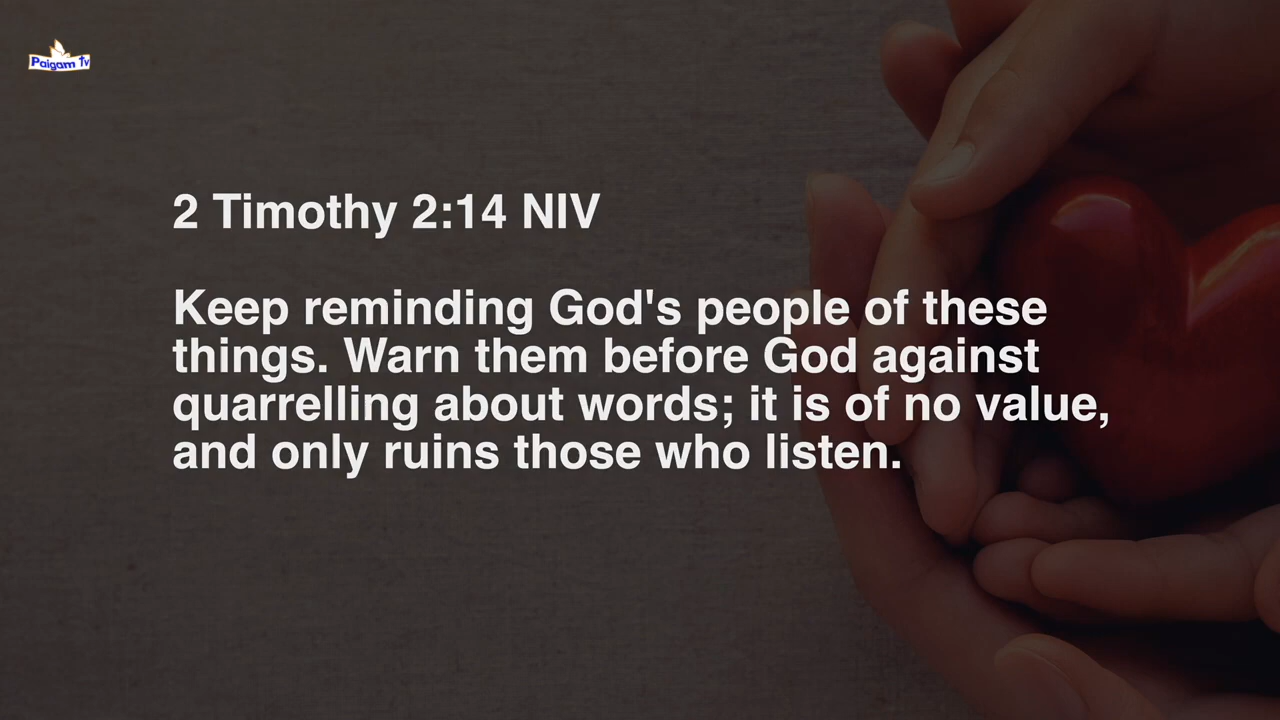 Paigam Tv
2 Timothy 2:14 NIV
Keep reminding God's people of these
things. Warn them before God against
quarrelling about words; it is of no value,
and only ruins those who listen.